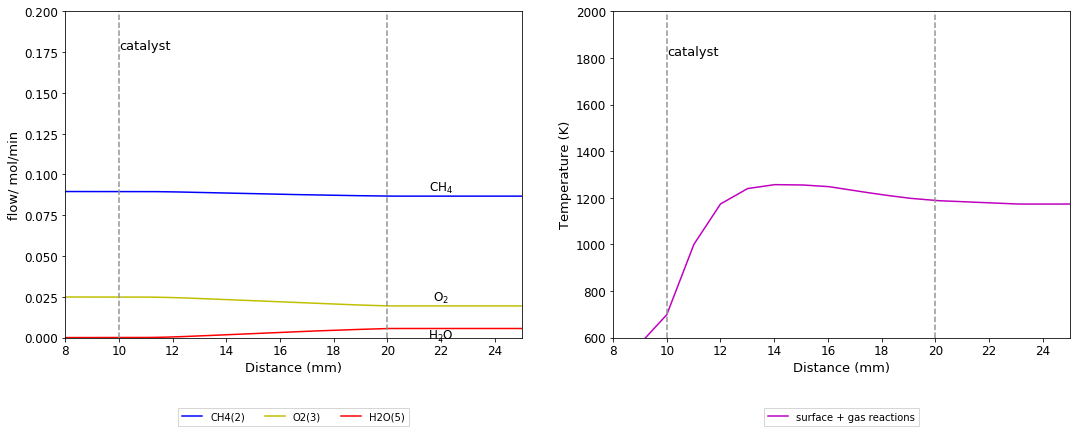 0.200
0.175
0.150
0.125
0.100
0.075
0.050
0.025
0.000
flow/ mol/min
catalyst
CH4
O2
H2O
8 10 12 14 16 18 20 22 24
Distance (mm)
CH4(2) O2(3) H2O(5)
2000
1800
1600
1400
1200
1000
800
600
Temperature (K)
catalyst
8 10 12 14 16 18 20 22 24
Distance (mm)
surface + gas reactions